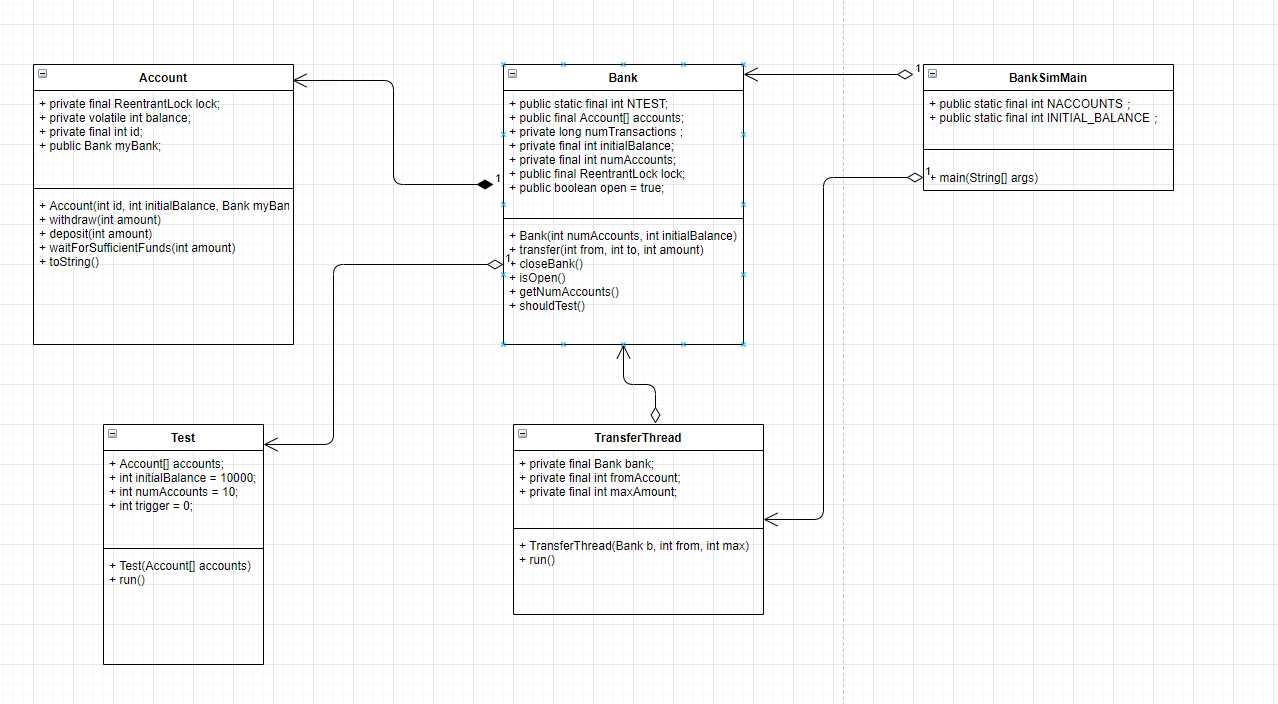 Account
+ private final ReentrantLock lock;
+ private volatile int balance;
+ private final int id;
+ public Bank myBank;
+ Account(int id, int initialBalance, Bank myBan
+ withdraw(int amount)
+ deposit(int amount)
+ waitForSufficientFunds(int amount)
+ toString()
Bank
+ public static final int NTEST;
+ public final Account[] accounts;
+ private long numTransactions ;
+ private final int initialBalance;
+ private final int numAccounts;
+ public final ReentrantLock lock;
+ public boolean open = true;
1
+ Bank(int numAccounts, int initialBalance)
+ transfer(int from, int to, int amount)
1
+ closeBank()
+ isOpen()
+ getNumAccounts()
+ shouldTest()
1
BankSimMain
+ public static final int NACCOUNTS ;
+ public static final int INITIAL_BALANCE ;
1
+ main(String[] args)
Test
+ Account[] accounts;
+ int initialBalance = 10000;
+ int numAccounts = 10;
+ int trigger = 0;
+ Test(Account[] accounts)
+ run()
TransferThread
+ private final Bank bank;
+ private final int fromAccount;
+ private final int maxAmount;
+ TransferThread(Bank b, int from, int max)
+ run()